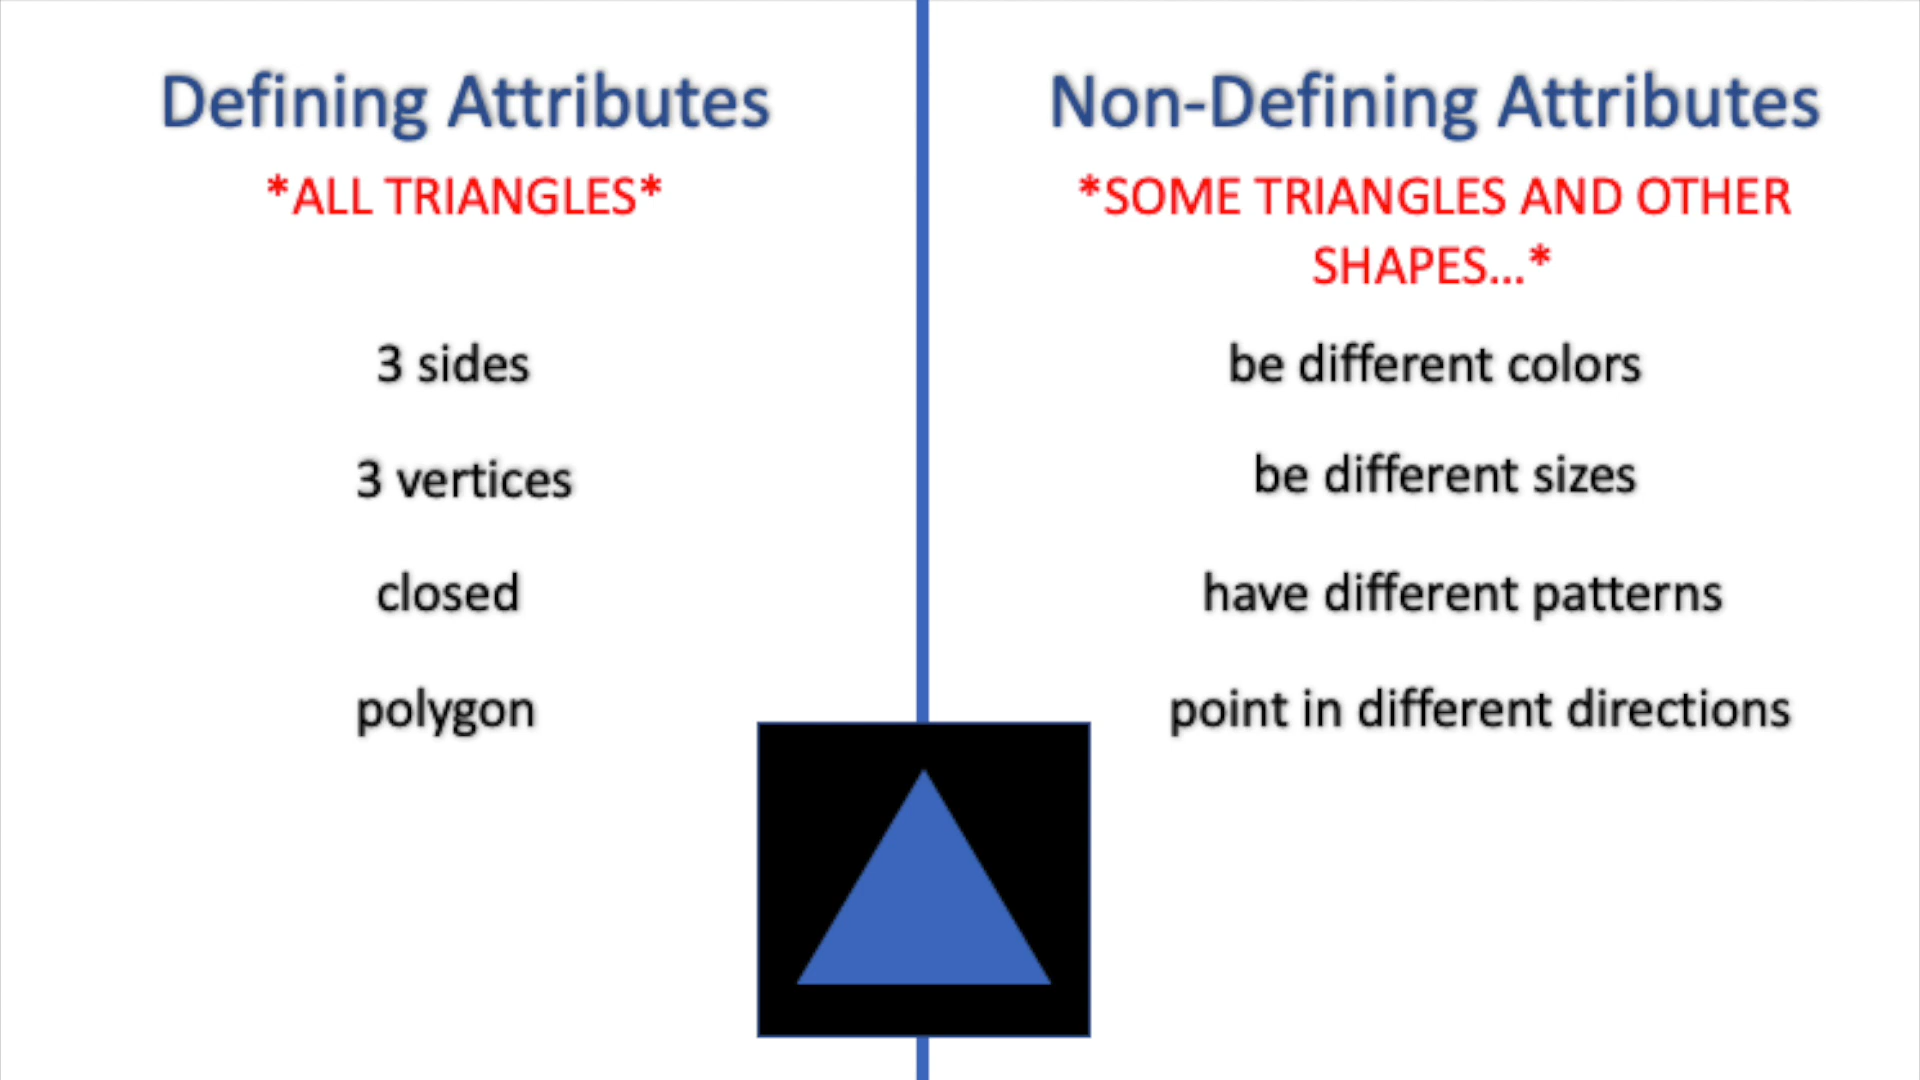 Defining Attributes
*ALL TRIANGLES*
3 sides
3 vertices
closed
polygon
Non-Defining Attributes
*SOME TRIANGLES AND OTHER
SHAPES...*
be different colors
be different sizes
have different patterns
point in different directions